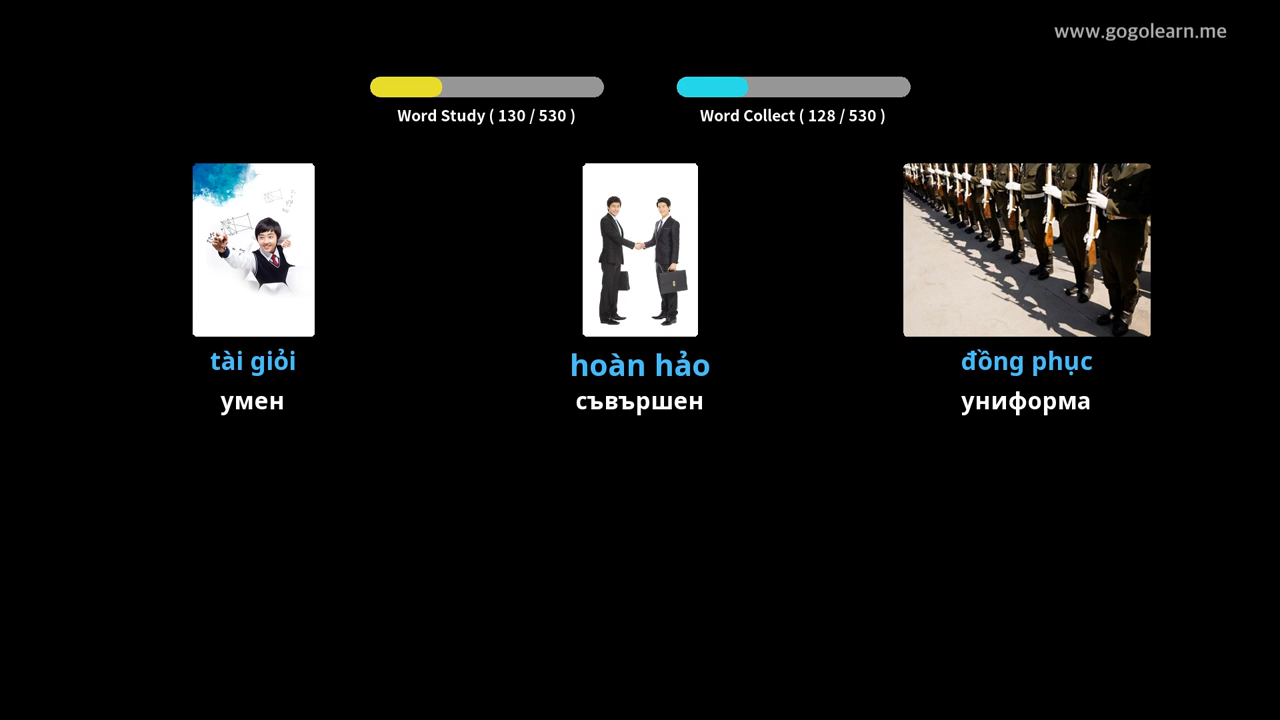 www.gogolearn.me
Word Study ( 130 / 530 )
Word Collect ( 128 / 530 )
tài giỏi
hoàn hảo
đồng phục
умен
съвършен
униформа